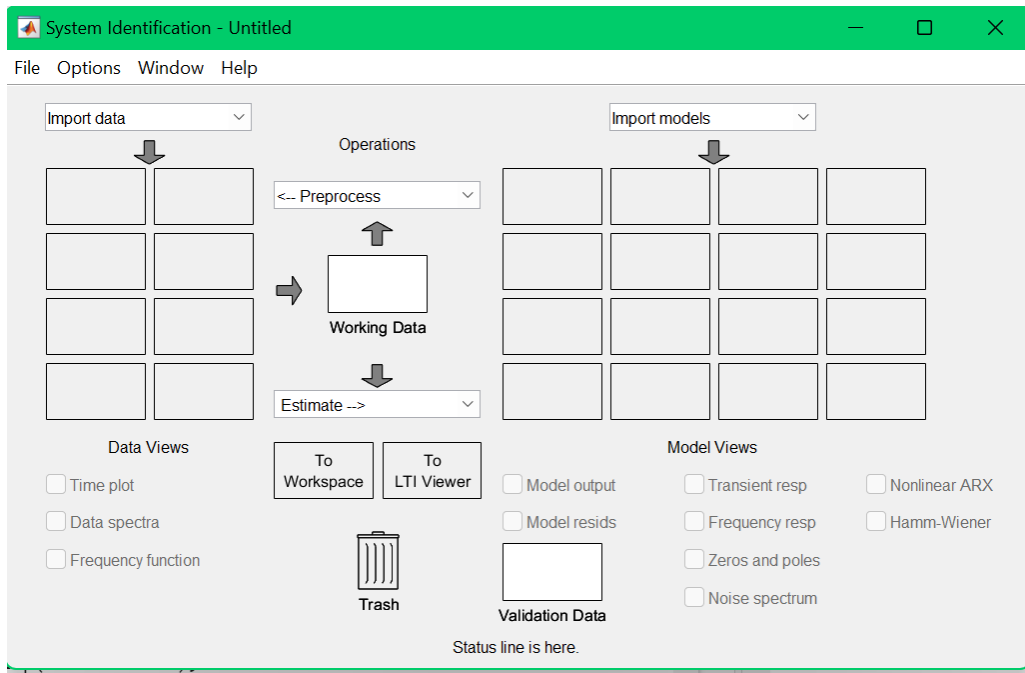 System Identification - Untitled
File Options Window Help
Import data
Import models
Operations
<-- Preprocess
Working Data
Estimate -->
Data Views
Time plot
Data spectra
Frequency function
To
Workspace
To
LTI Viewer
Trash
Model Views
Model output
Model resids
Transient resp
Frequency resp
Zeros and poles
Noise spectrum
Nonlinear ARX
Hamm-Wiener
Validation Data
Status line is here.